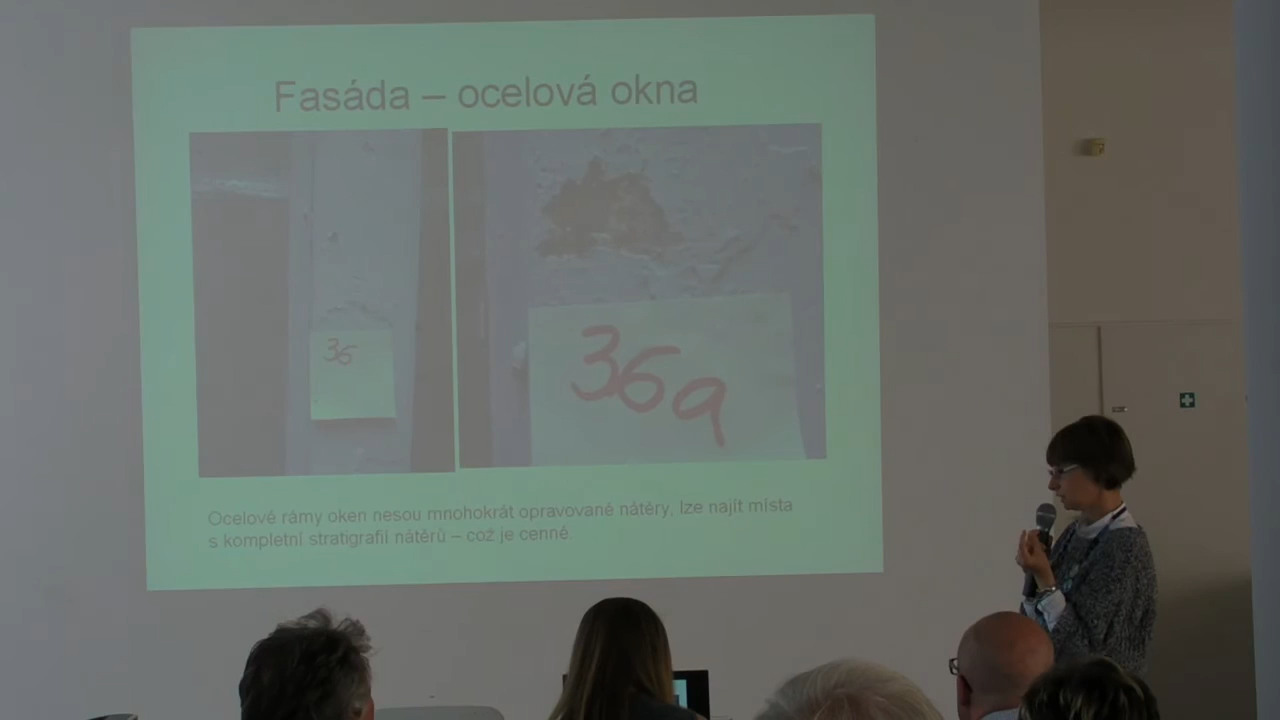 Fasáda – ocelová okna
36
36a
Ocelové rámy oken nesou mnohokrát opravované nátěry, lze najít místa
s kompletní stratigrafií nátěrů – což je cenné.